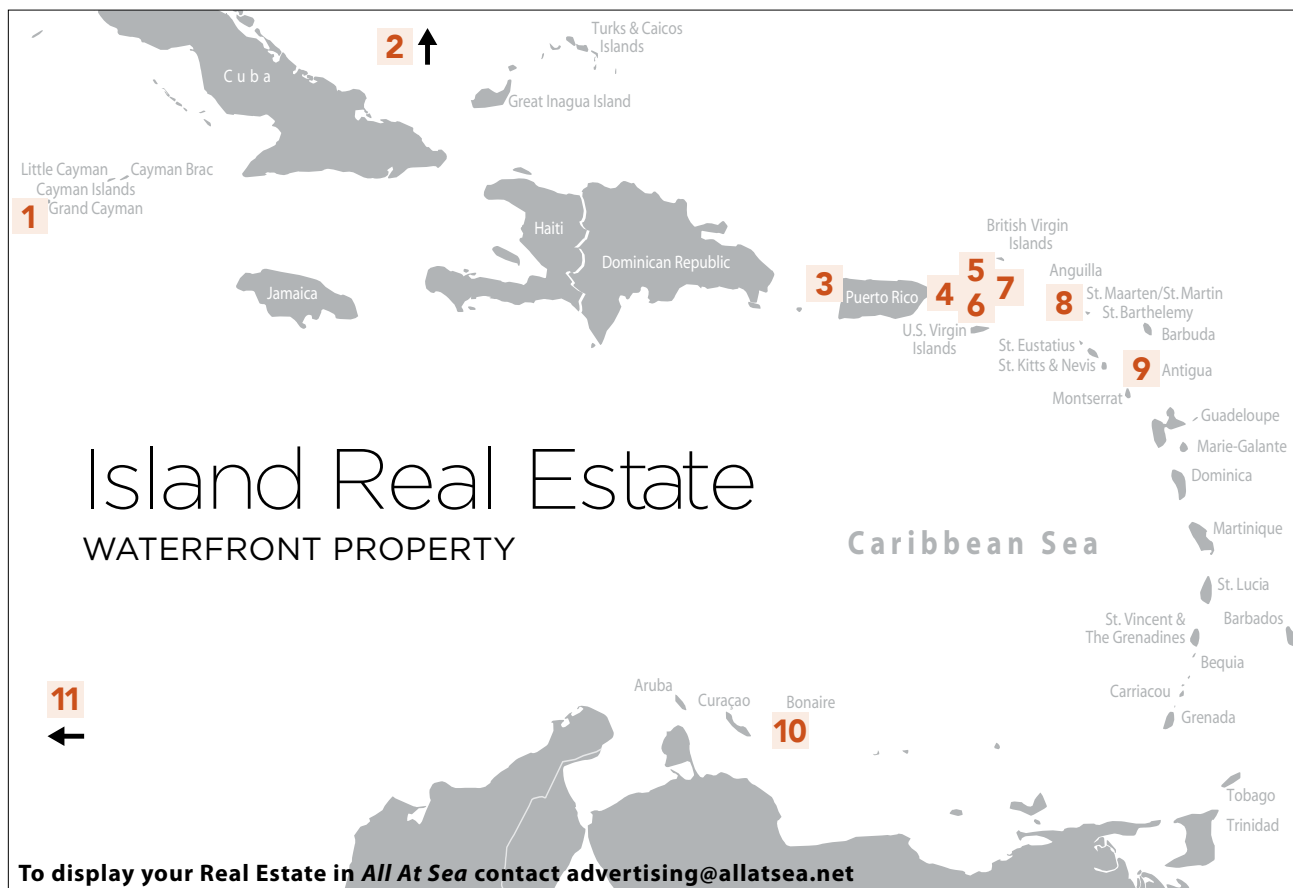 2
Turks & Caicos
Islands
Cuba
Great Inagua Island
Little Cayman
Cayman Brac
Cayman Islands
1
Grand Cayman
Haiti
Dominican Republic
Jamaica
British Virgin
Islands
3
Puerto Rico
4
5
6
7
U.S. Virgin
Islands
Anguilla
8
St. Maarten/St. Martin
St. Barthelemy
Barbuda
St. Eustatius
St. Kitts & Nevis
9
Antigua
Montserrat
Guadeloupe
Marie-Galante
Dominica
Island Real Estate
WATERFRONT PROPERTY
Caribbean Sea
Martinique
St. Lucia
St. Vincent &
The Grenadines
Barbados
Bequia
Carriacou
Grenada
11
Aruba
Curaçao
Bonaire
10
Tobago
Trinidad
To display your Real Estate in All At Sea contact advertising@allatsea.net